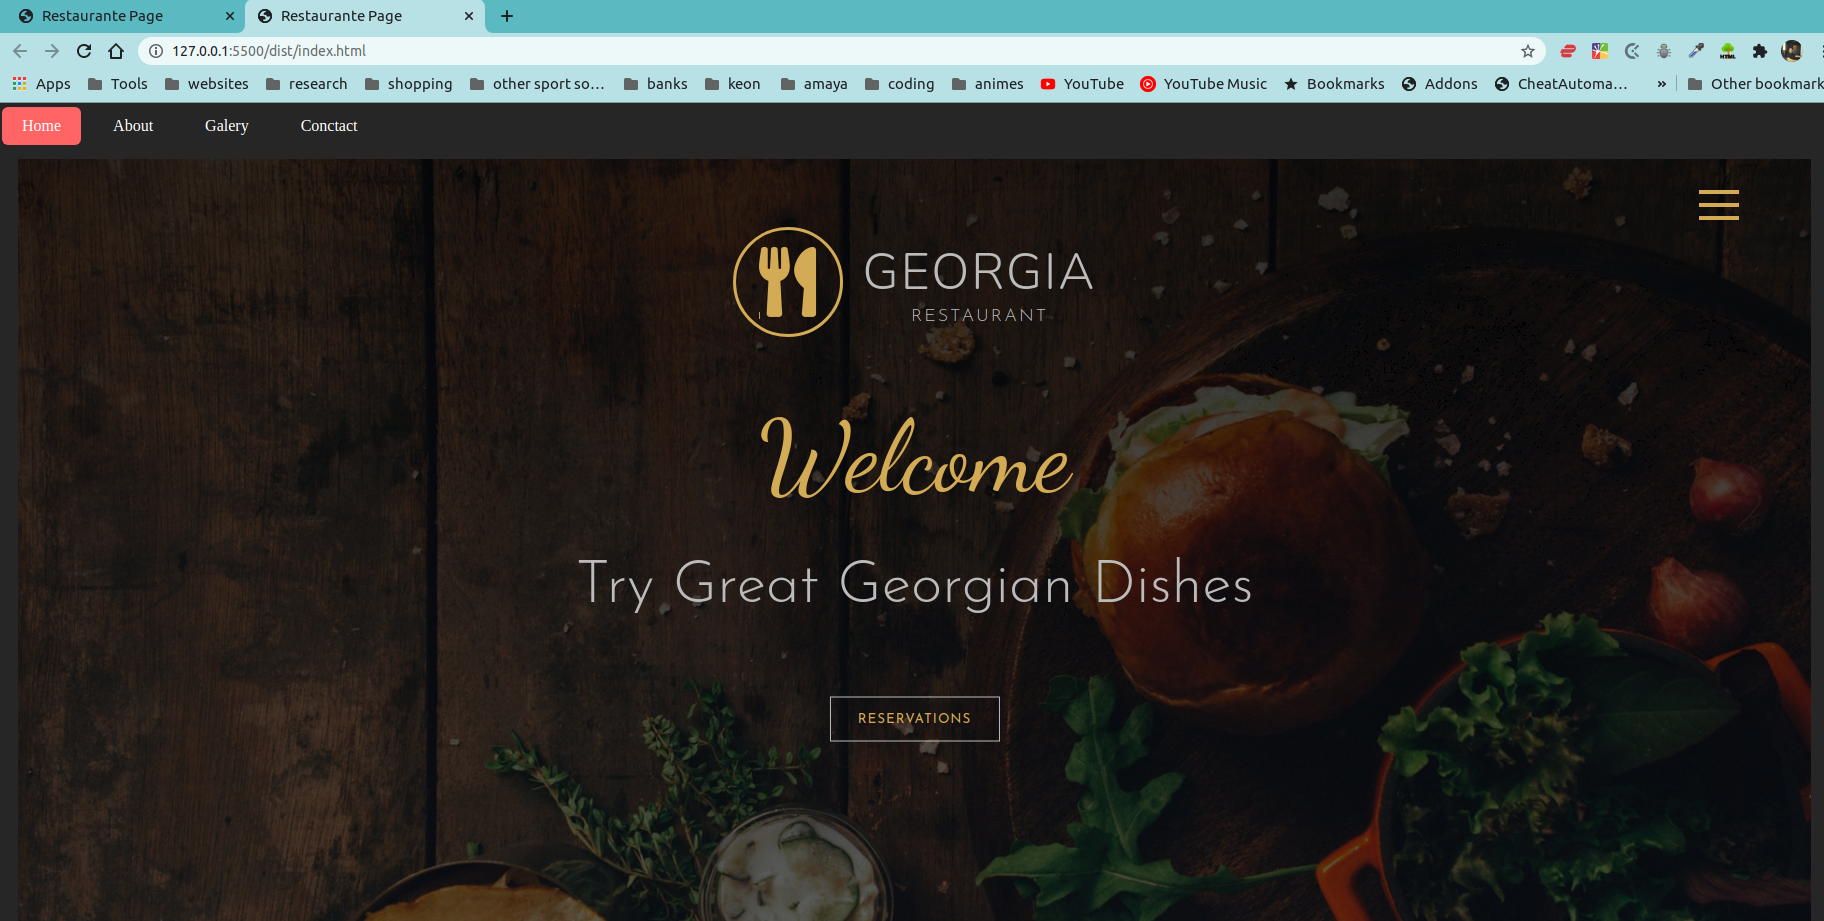 Restaurante Page
Restaurante Page
127.0.0.1:5500/dist/index.html
Apps Tools websites research shopping other sport so... banks keon amaya coding animes YouTube YouTube Music Bookmarks Addons CheatAutoma... » Other bookmark
Home About Galery Conctact
GEORGIA
RESTAURANT
Welcome
Try Great Georgian Dishes
RESERVATIONS